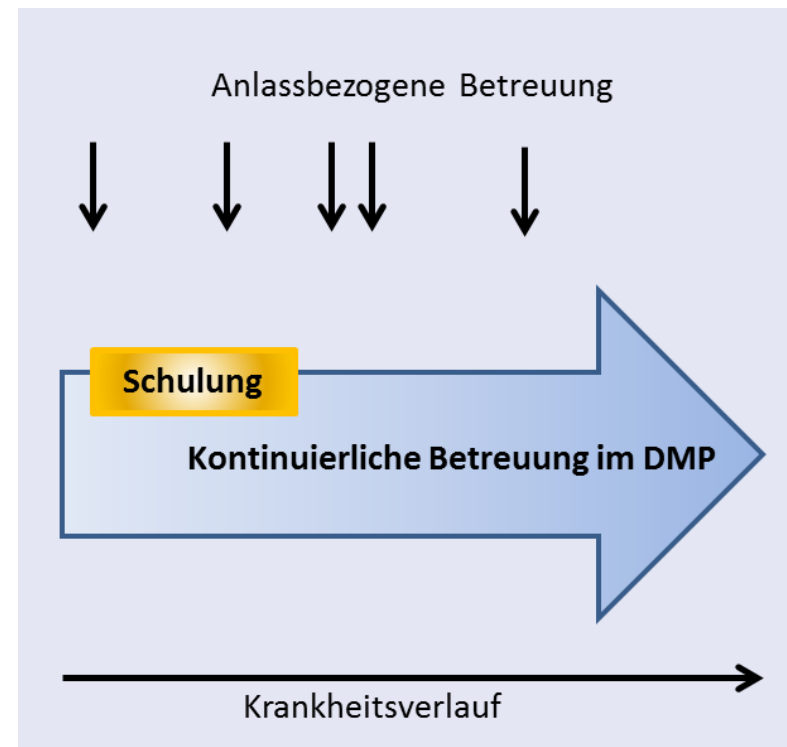 Anlassbezogene Betreuung
Schulung
Kontinuierliche Betreuung im DMP
Krankheitsverlauf